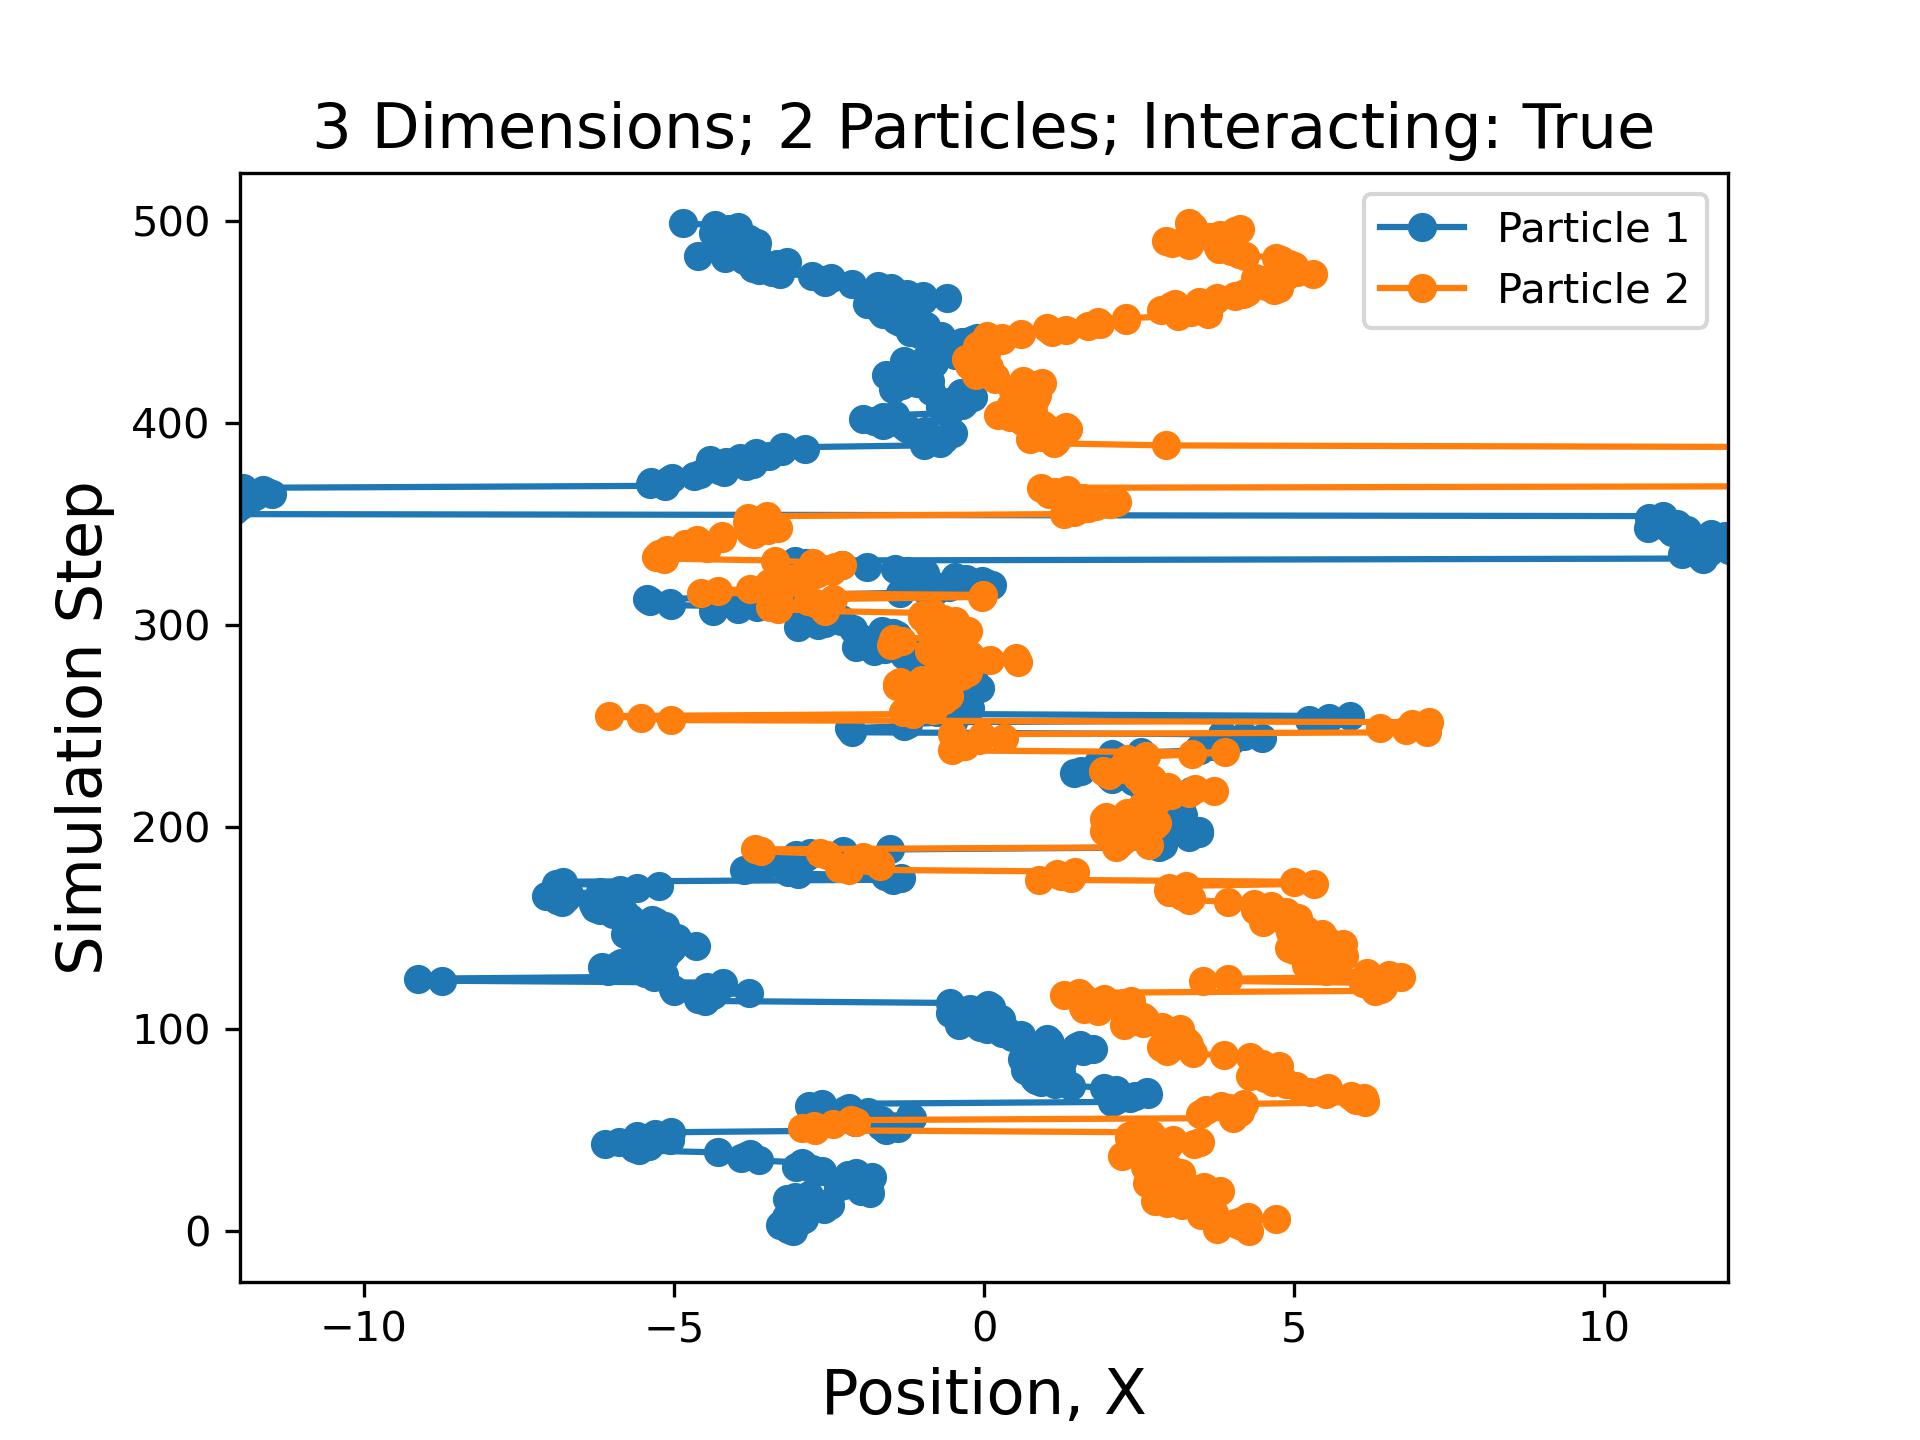 3 Dimensions; 2 Particles; Interacting: True
Particle 1
Particle 2
500
400
300
200
100
0
Simulation Step
−10
−5
0
5
10
Position, X